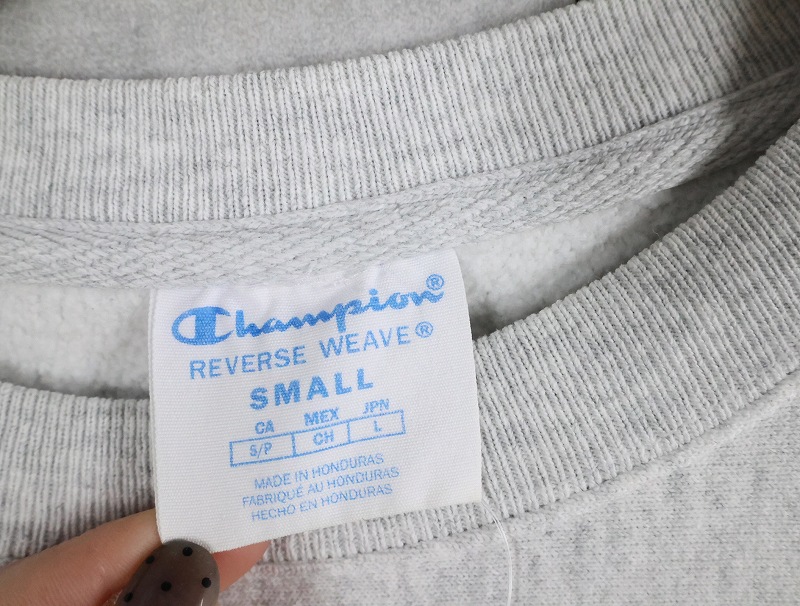 Champion®
REVERSE WEAVE®
SMALL
CA MEX JPN
S/P CH L
MADE IN HONDURAS
FABRIQUÉ AU HONDURAS
HECHO EN HONDURAS